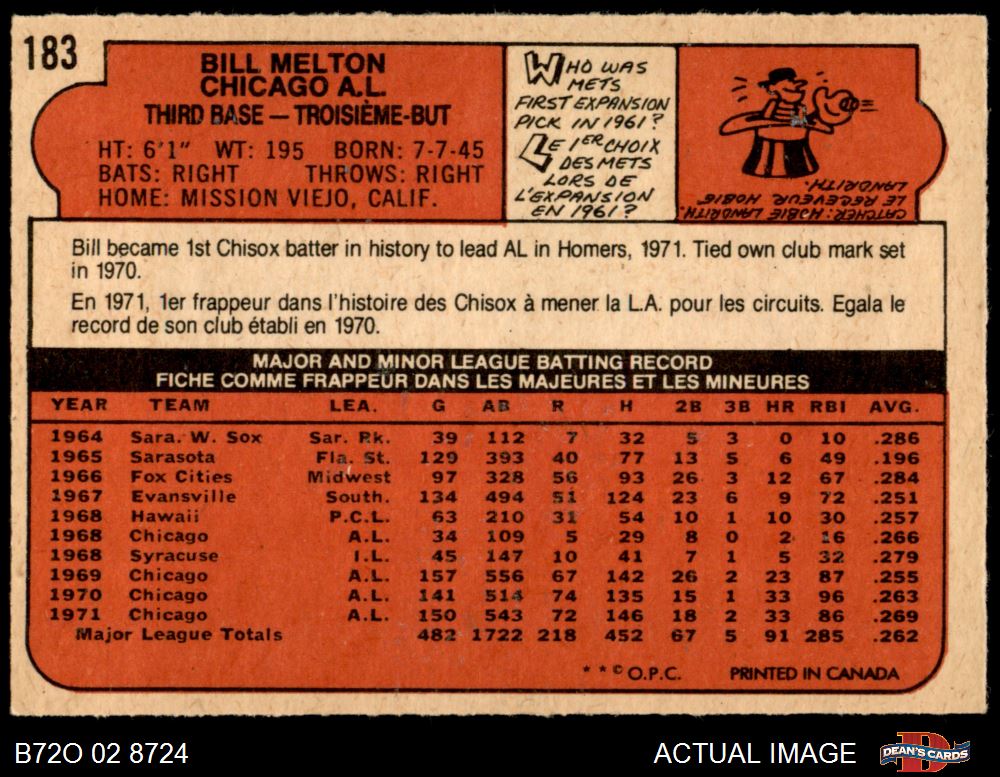 183
BILL MELTON
CHICAGO A.L.
THIRD BASE — TROISIÈME-BUT
HT: 6'1" WT: 195 BORN: 7-7-45
BATS: RIGHT THROWS: RIGHT
HOME: MISSION VIEJO, CALIF.
WHO WAS
METS
FIRST EXPANSION
PICK IN 1961?
LE 1ER CHOIX
DES METS
LORS DE
L'EXPANSION
EN 1961?
CATCHER: HOBIE LANDRITH.
LE RECEVEUR HOBIE
LANDRITH.
Bill became 1st Chisox batter in history to lead AL in Homers, 1971. Tied own club mark set
in 1970.
En 1971, 1er frappeur dans l'histoire des Chisox à mener la L.A. pour les circuits. Egala le
record de son club établi en 1970.
MAJOR AND MINOR LEAGUE BATTING RECORD
FICHE COMME FRAPPEUR DANS LES MAJEURES ET LES MINEURES
YEAR TEAM LEA. G AB R H 2B 3B HR RBI AVG.
1964 Sara. W. Sox Sar. Rk. 39 112 7 32 5 3 0 10 .286
1965 Sarasota Fla. St. 129 393 40 77 13 5 6 49 .196
1966 Fox Cities Midwest 97 328 56 93 26 3 12 67 .284
1967 Evansville South. 134 494 51 124 23 6 9 72 .251
1968 Hawaii P.C.L. 63 210 31 54 10 1 10 30 .257
1968 Chicago A.L. 34 109 5 29 8 0 2 16 .266
1968 Syracuse I.L. 45 147 10 41 7 1 5 32 .279
1969 Chicago A.L. 157 556 67 142 26 2 23 87 .255
1970 Chicago A.L. 141 514 74 135 15 1 33 96 .263
1971 Chicago A.L. 150 543 72 146 18 2 33 86 .269
Major League Totals 482 1722 218 452 67 5 91 285 .262
* * © O.P.C. PRINTED IN CANADA
B72O 02 8724
ACTUAL IMAGE
D
DEAN'S CARDS